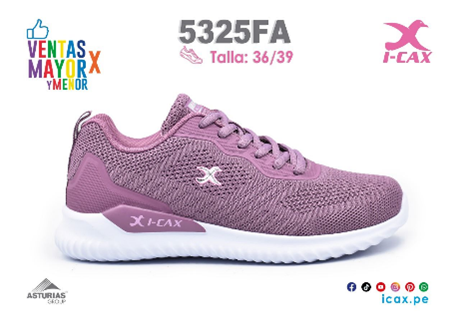 VENTAS
X
MAYOR
Y MENOR
5325FA
Talla: 36/39
I-CAX
I-CAX
ASTURIAS
GROUP
icax.pe